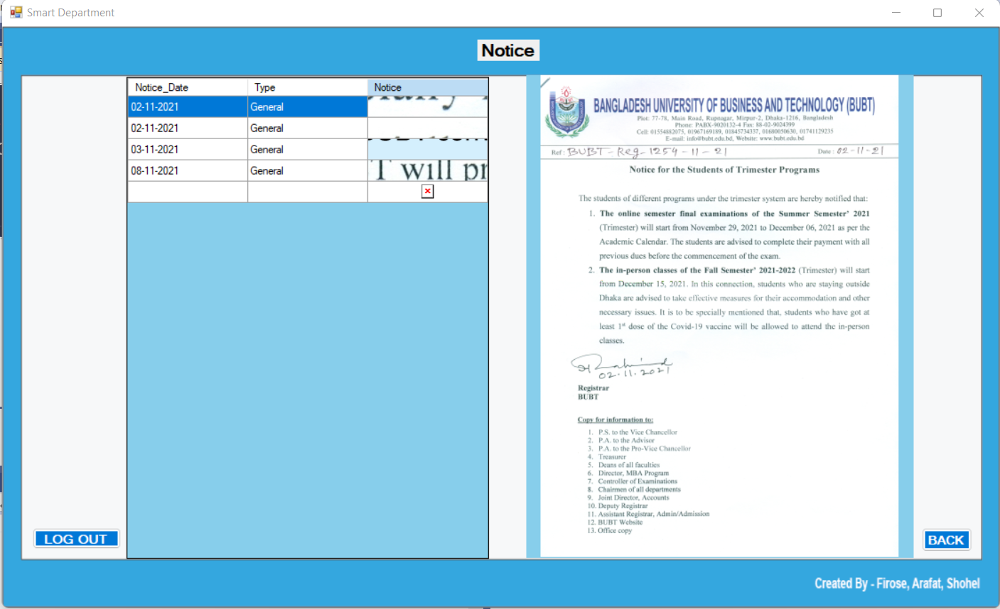 Smart Department
Notice
Notice_Date Type Notice
02-11-2021 General
02-11-2021 General
03-11-2021 General
08-11-2021 General T will pr
BANGLADESH UNIVERSITY OF BUSINESS AND TECHNOLOGY (BUBT)
Plot: 77-78, Main Road, Rupnagar, Mirpur-2, Dhaka-1216, Bangladesh
Phone: PABX-9020132-4 Fax: 88-02-9024399
Cell: 01554882075, 01967169189, 01845734337, 01680050630, 01741129235
E-mail: info@bubt.edu.bd, Website: www.bubt.edu.bd
Ref : BUBT-Reg-1254-11-21 Date : 02-11-21
Notice for the Students of Trimester Programs
The students of different programs under the trimester system are hereby notified that:
1. The online semester final examinations of the Summer Semester' 2021
(Trimester) will start from November 29, 2021 to December 06, 2021 as per the
Academic Calendar. The students are advised to complete their payment with all
previous dues before the commencement of the exam.
2. The in-person classes of the Fall Semester' 2021-2022 (Trimester) will start
from December 15, 2021. In this connection, students who are staying outside
Dhaka are advised to take effective measures for their accommodation and other
necessary issues. It is to be specially mentioned that, students who have got at
least 1st dose of the Covid-19 vaccine will be allowed to attend the in-person
classes.
02.11.2021
Registrar
BUBT
Copy for information to:
1. P.S. to the Vice Chancellor
2. P.A. to the Advisor
3. P.A. to the Pro-Vice Chancellor
4. Treasurer
5. Deans of all faculties
6. Director, MBA Program
7. Controller of Examinations
8. Chairmen of all departments
9. Joint Director, Accounts
10. Deputy Registrar
11. Assistant Registrar, Admin/Admission
12. BUBT Website
13. Office copy
LOG OUT
BACK
Created By - Firose, Arafat, Shohel